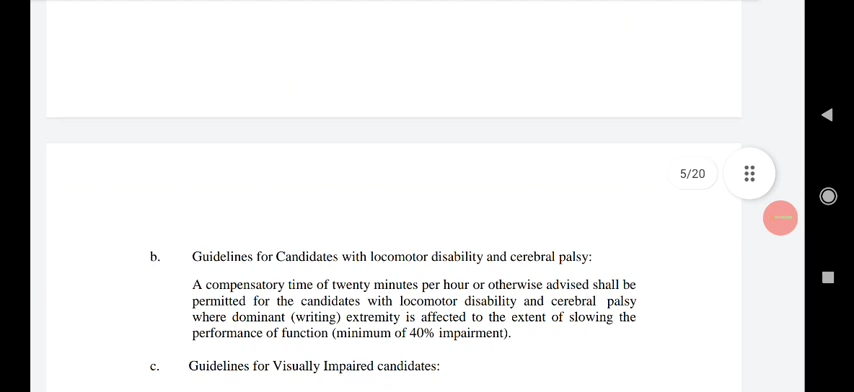 5/20
b. Guidelines for Candidates with locomotor disability and cerebral palsy:
A compensatory time of twenty minutes per hour or otherwise advised shall be
permitted for the candidates with locomotor disability and cerebral palsy
where dominant (writing) extremity is affected to the extent of slowing the
performance of function (minimum of 40% impairment).
c. Guidelines for Visually Impaired candidates: